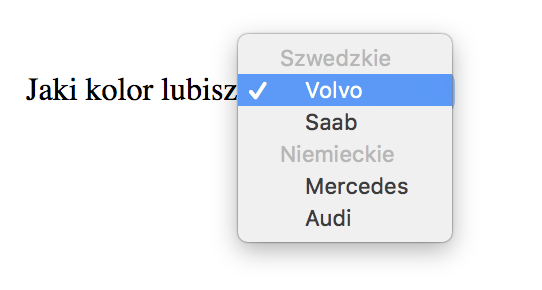 Szwedzkie
Jaki kolor lubisz Volvo
Saab
Niemieckie
Mercedes
Audi